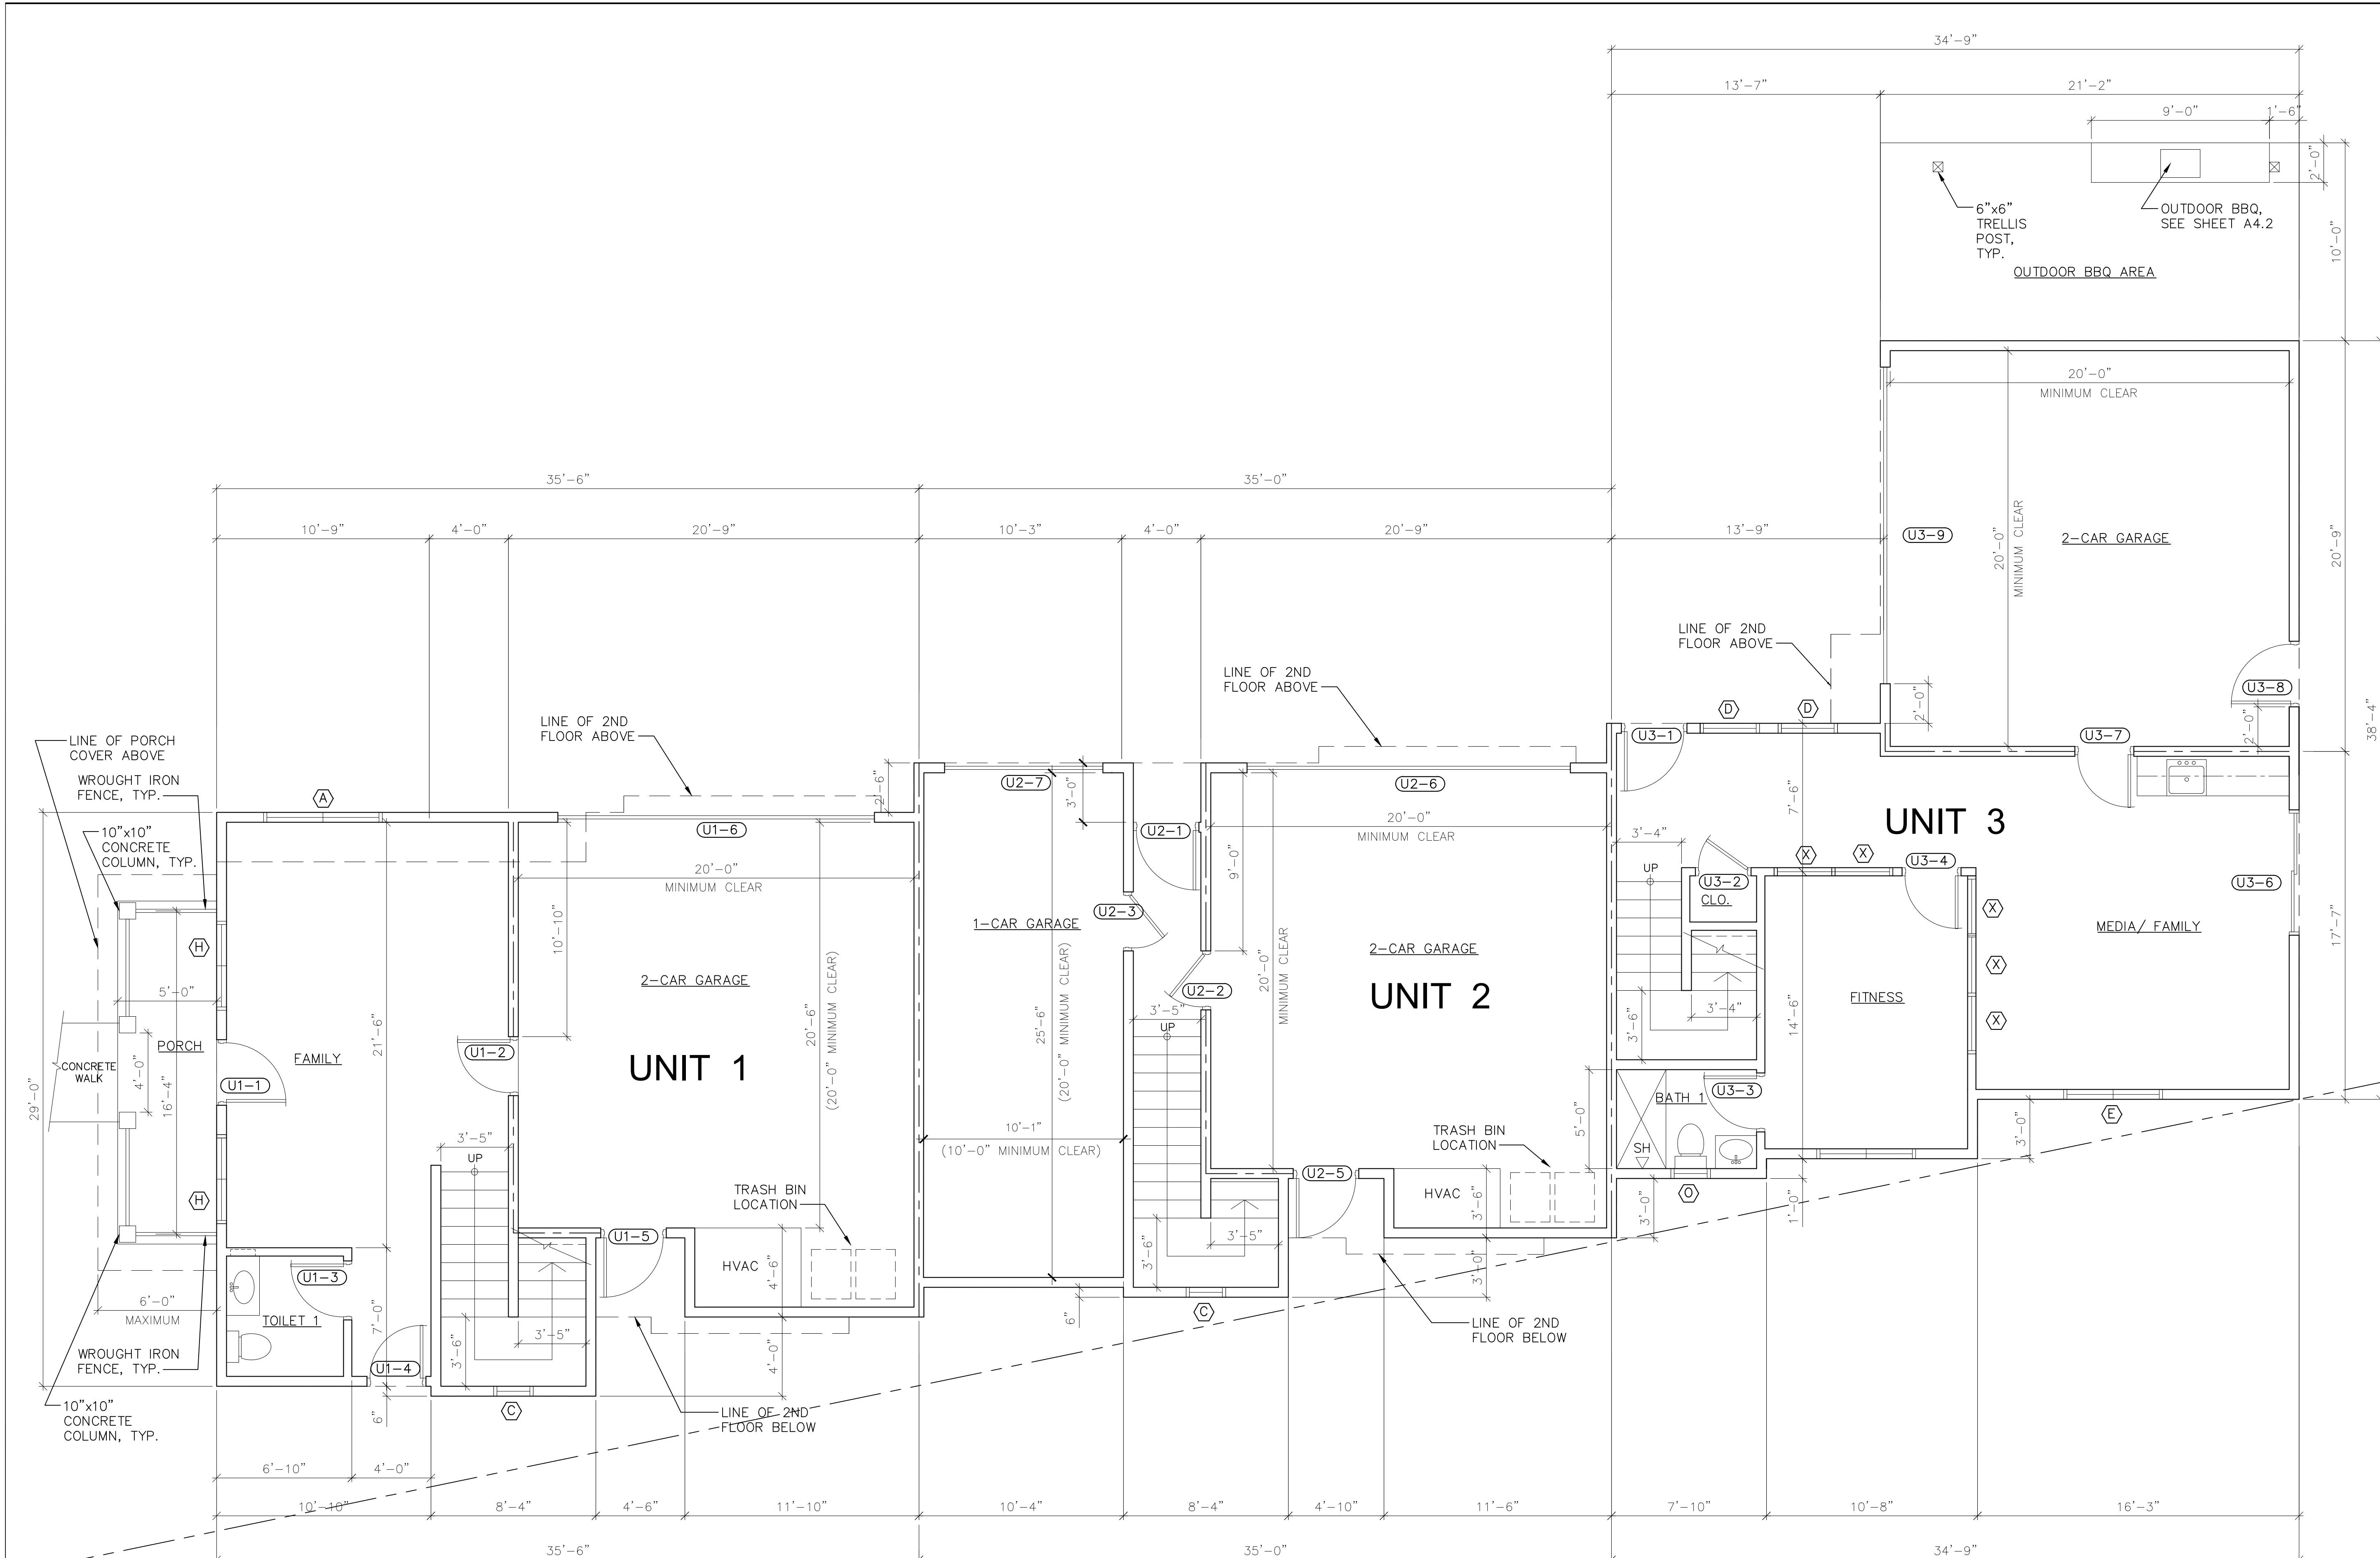 34'-9"
13'-7"
21'-2"
9'-0"
1'-6"
2'-0"
6"x6"
TRELLIS
POST,
TYP.
OUTDOOR BBQ,
SEE SHEET A4.2
OUTDOOR BBQ AREA
10'-0"
20'-0"
MINIMUM CLEAR
35'-6"
35'-0"
10'-9"
4'-0"
20'-9"
10'-3"
4'-0"
20'-9"
13'-9"
U3-9
20'-0"
MINIMUM CLEAR
2-CAR GARAGE
20'-9"
38'-4"
LINE OF 2ND
FLOOR ABOVE
LINE OF 2ND
FLOOR ABOVE
LINE OF 2ND
FLOOR ABOVE
U3-8
2'-0"
2'-0"
D
D
U3-1
U3-7
LINE OF PORCH
COVER ABOVE
WROUGHT IRON
FENCE, TYP.
10"x10"
CONCRETE
COLUMN, TYP.
A
U1-6
2'-6"
U2-7
3'-0"
U2-1
U2-6
20'-0"
MINIMUM CLEAR
7'-6"
UNIT 3
3'-4"
UP
X
X
U3-4
U3-2
CLO.
U3-6
20'-0"
MINIMUM CLEAR
9'-0"
10'-10"
U2-3
1-CAR GARAGE
X
MEDIA/ FAMILY
17'-7"
H
2-CAR GARAGE
2-CAR GARAGE
X
5'-0"
U2-2
UNIT 2
FITNESS
3'-4"
3'-5"
UP
X
3'-6"
14'-6"
20'-0"
MINIMUM CLEAR
25'-6"
(20'-0" MINIMUM CLEAR)
20'-6"
(20'-0" MINIMUM CLEAR)
21'-6"
PORCH
FAMILY
U1-2
UNIT 1
CONCRETE
WALK
4'-0"
16'-4"
U1-1
29'-0"
BATH 1
U3-3
E
3'-0"
5'-0"
SH
10'-1"
(10'-0" MINIMUM CLEAR)
TRASH BIN
LOCATION
3'-5"
UP
U2-5
HVAC
3'-6"
O
3'-0"
1'-0"
H
TRASH BIN
LOCATION
U1-5
3'-5"
3'-6"
3'-0"
HVAC
4'-6"
U1-3
6'-0"
MAXIMUM
TOILET 1
7'-0"
6"
C
LINE OF 2ND
FLOOR BELOW
WROUGHT IRON
FENCE, TYP.
U1-4
3'-6"
3'-5"
4'-0"
10"x10"
CONCRETE
COLUMN, TYP.
6"
C
LINE OF 2ND
FLOOR BELOW
6'-10"
4'-0"
10'-10"
8'-4"
4'-6"
11'-10"
10'-4"
8'-4"
4'-10"
11'-6"
7'-10"
10'-8"
16'-3"
35'-6"
35'-0"
34'-9"